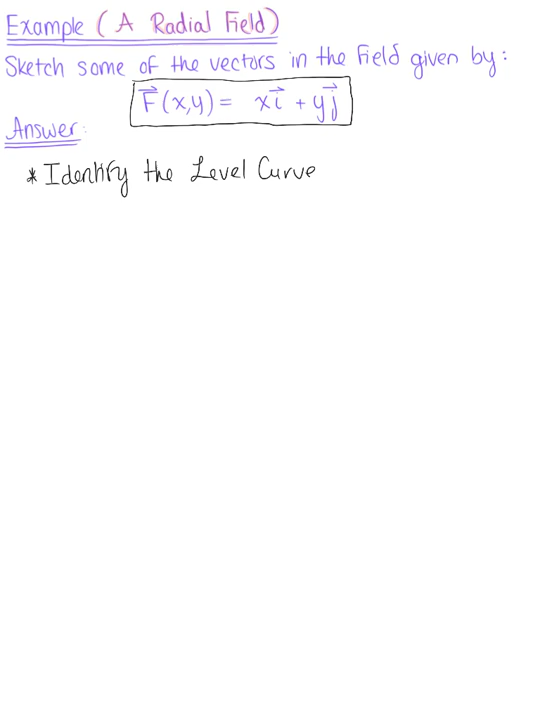 Example (A Radial Field)
Sketch some of the vectors in the Field given by:
F⃗(x,y) = xi⃗ + yj⃗
Answer:
* Identify the Level Curve